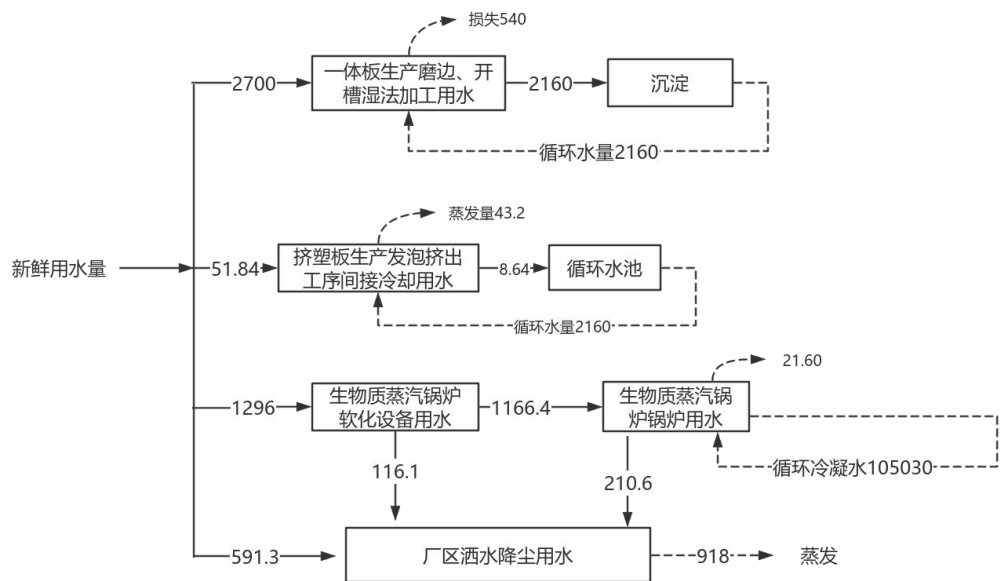 损失540
2700
一体板生产磨边、开
槽湿法加工用水
2160
沉淀
循环水量2160
蒸发量43.2
新鲜用水量
51.84
挤塑板生产发泡挤出
工序间接冷却用水
8.64
循环水池
循环水量2160
21.60
1296
生物质蒸汽锅炉
软化设备用水
1166.4
生物质蒸汽锅
炉锅炉用水
循环冷凝水105030
116.1
210.6
591.3
厂区洒水降尘用水
918
蒸发